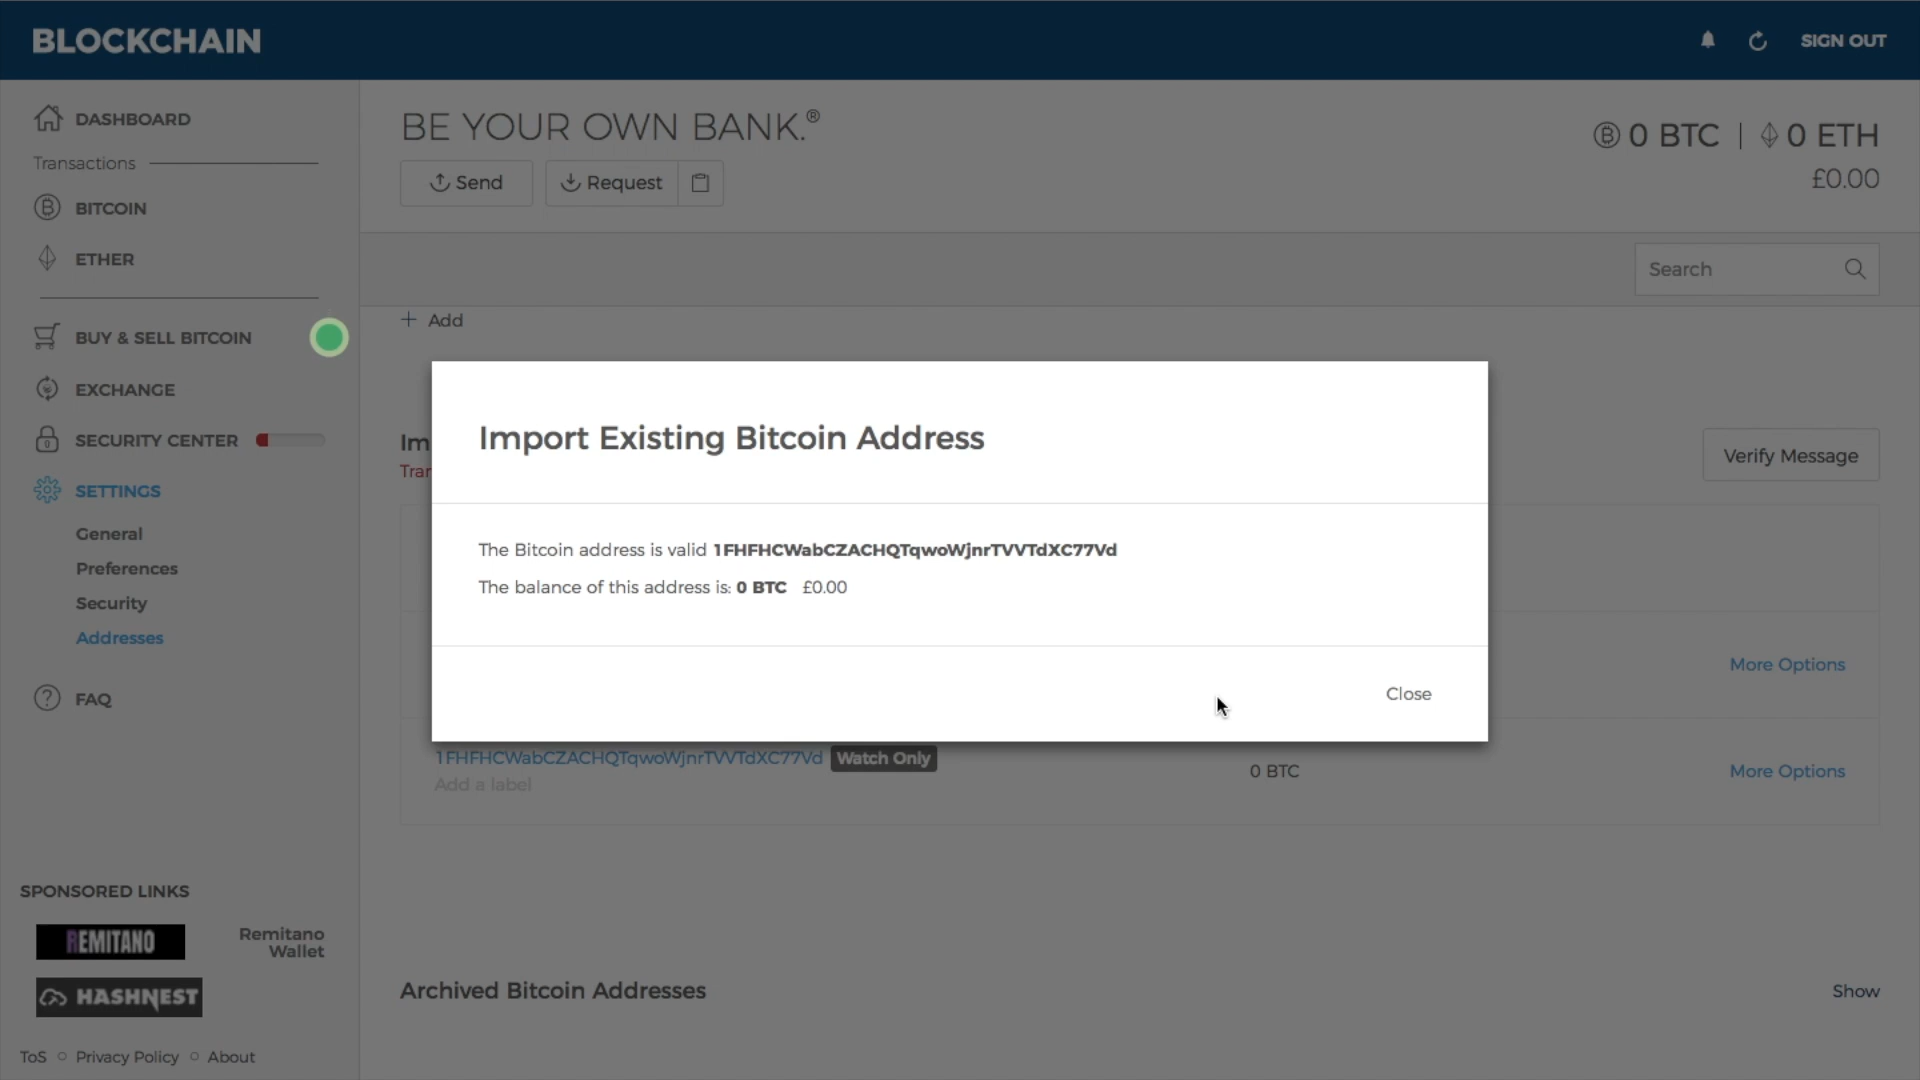 BLOCKCHAIN
SIGN OUT
DASHBOARD
Transactions
BITCOIN
ETHER
BUY & SELL BITCOIN
EXCHANGE
SECURITY CENTER
SETTINGS
General
Preferences
Security
Addresses
FAQ
SPONSORED LINKS
REMITANO
Remitano
Wallet
HASHNEST
ToS
Privacy Policy
About
BE YOUR OWN BANK.®
0 BTC | 0 ETH
£0.00
Send
Request
Search
+ Add
Im
Tran
Verify Message
Import Existing Bitcoin Address
The Bitcoin address is valid 1FHFHCWabCZACHQTqwoWjnrTVVTdXC77Vd
The balance of this address is: 0 BTC £0.00
Close
More Options
1FHFHCWabCZACHQTqwoWjnrTVVTdXC77Vd Watch Only
Add a label
0 BTC
More Options
Archived Bitcoin Addresses
Show